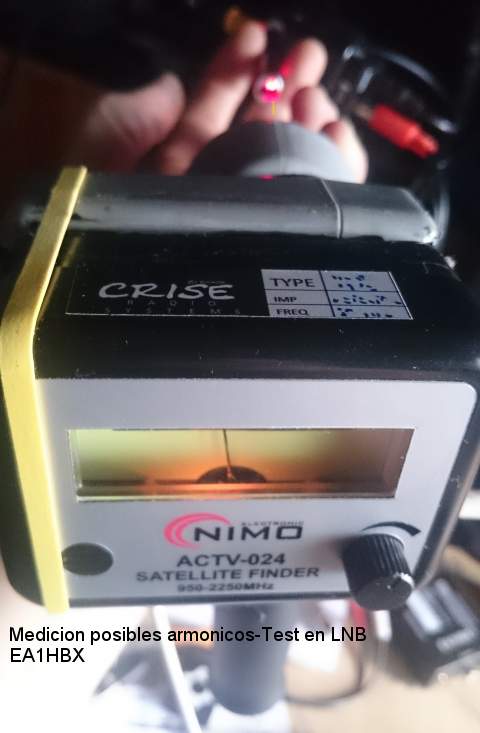 CRISE
RADIO
SYSTEMS
TYPE
IMP
FREQ
ELECTRONIC
NIMO
ACTV-024
SATELLITE FINDER
950-2250MHz
Medicion posibles armonicos-Test en LNB
EA1HBX